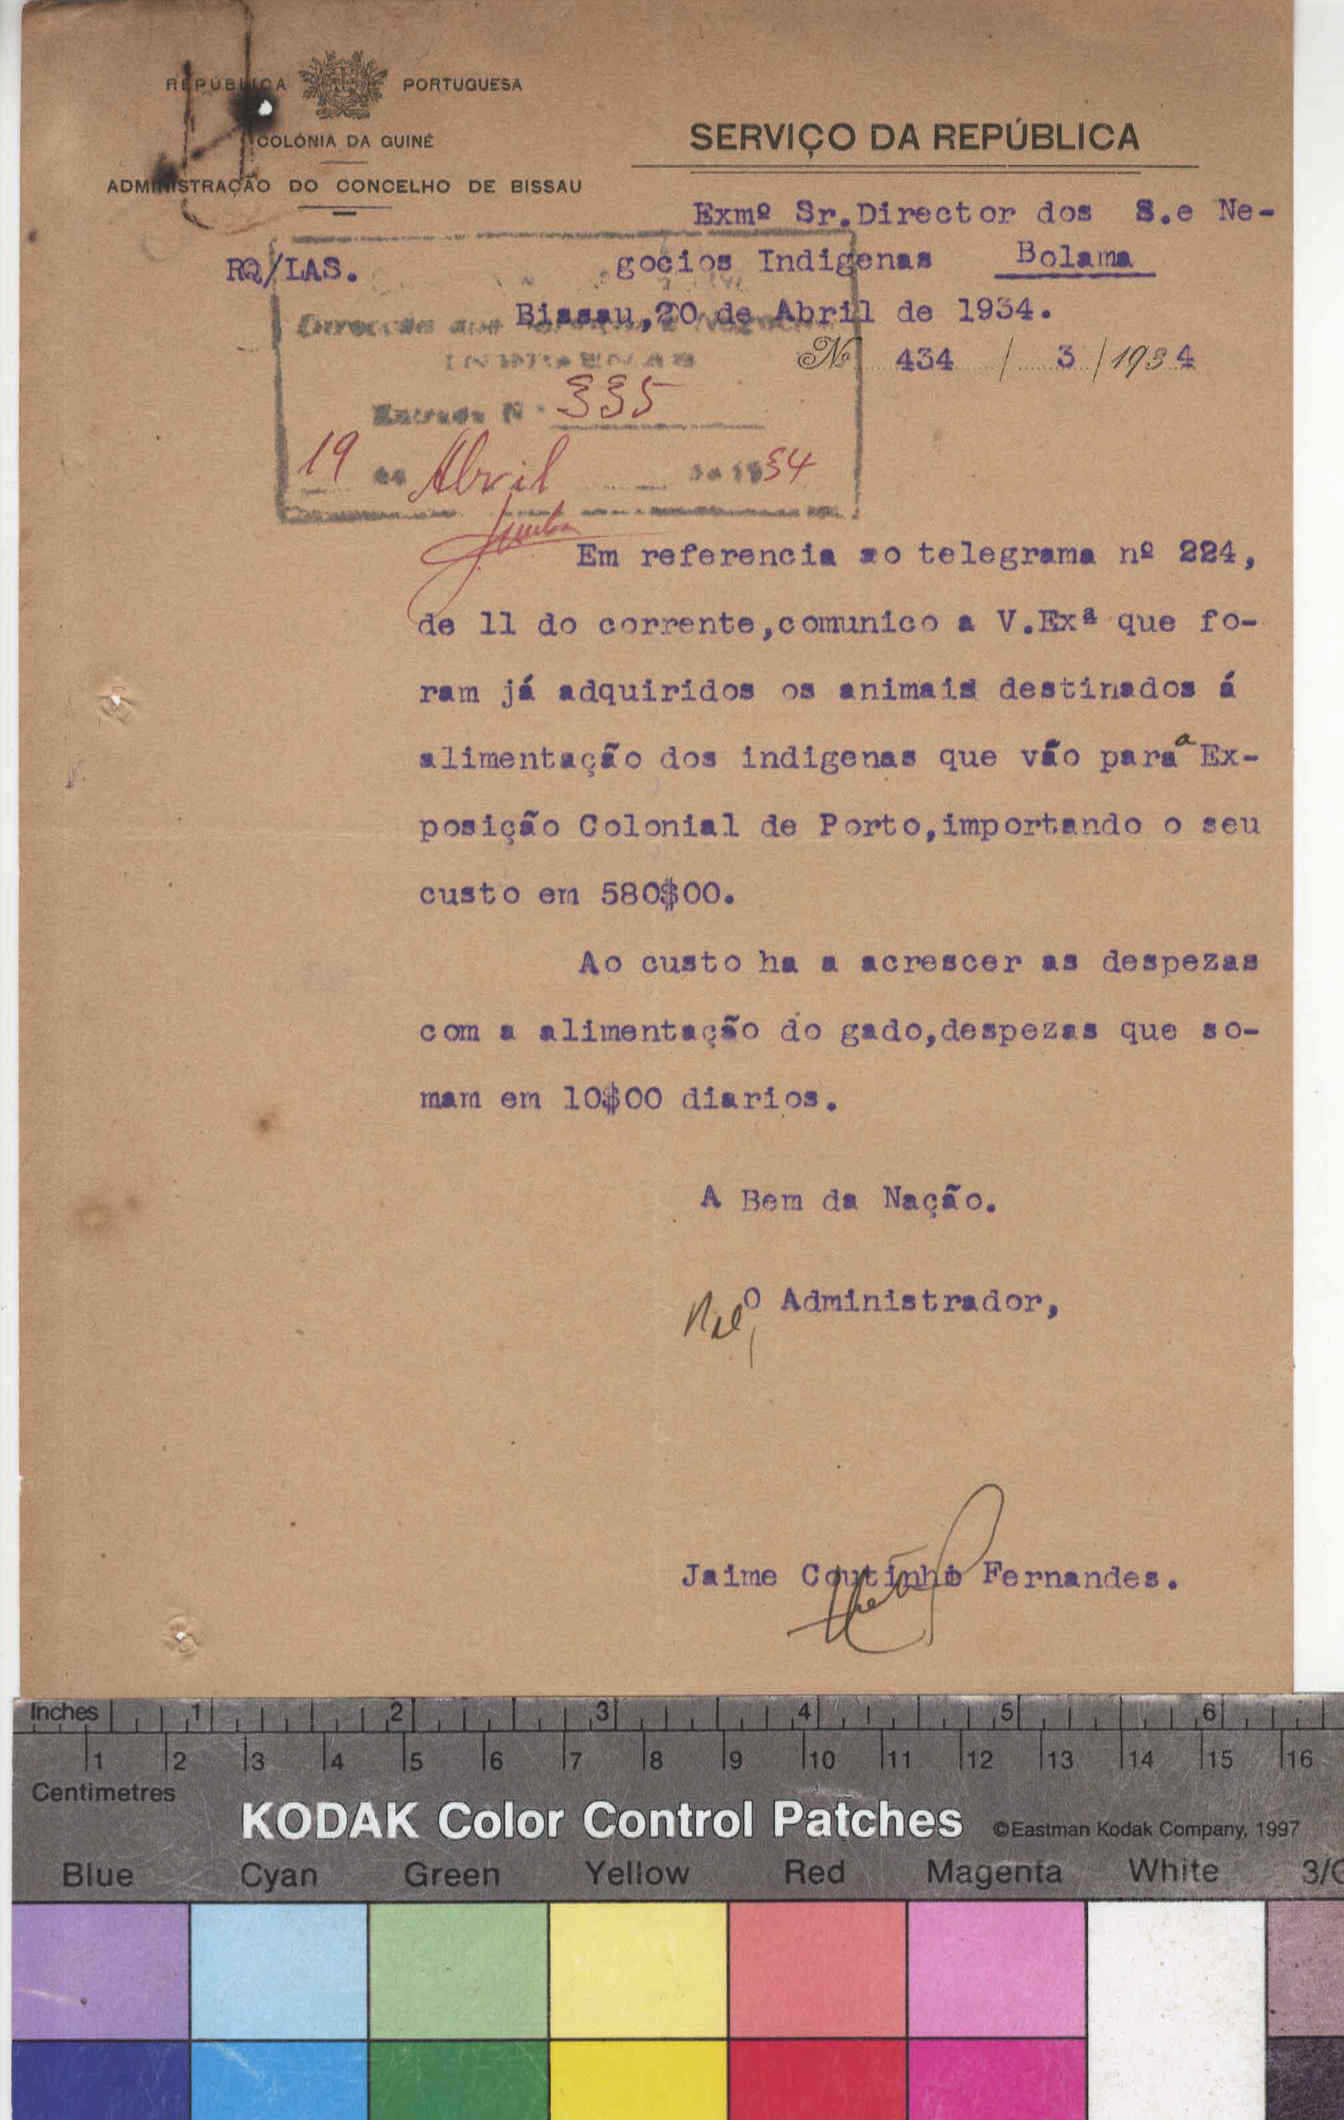 REPÚBLICA PORTUGUESA
COLÓNIA DA GUINÉ
ADMINISTRAÇÃO DO CONCELHO DE BISSAU
SERVIÇO DA REPÚBLICA
Exmº Sr.Director dos S.e Ne-
gocios Indigenas Bolama
RQ/LAS.
Bissau,20 de Abril de 1934.
Nº 434 / 3 / 1934
Entrada Nº 335
19 de Abril de 1934
Em referencia ao telegrama nº 224,
de 11 do corrente,comunico a V.Exª que fo-
ram já adquiridos os animais destinados á
alimentação dos indigenas que vão para a Ex-
posição Colonial de Porto,importando o seu
custo em 580$00.
Ao custo ha a acrescer as despezas
com a alimentação do gado,despezas que so-
mam em 10$00 diarios.
A Bem da Nação.
O Administrador,
Jaime Coutinho Fernandes.
Inches 1 2 3 4 5 6
1 2 3 4 5 6 7 8 9 10 11 12 13 14 15 16
Centimetres
KODAK Color Control Patches ©Eastman Kodak Company, 1997
Blue Cyan Green Yellow Red Magenta White 3/C